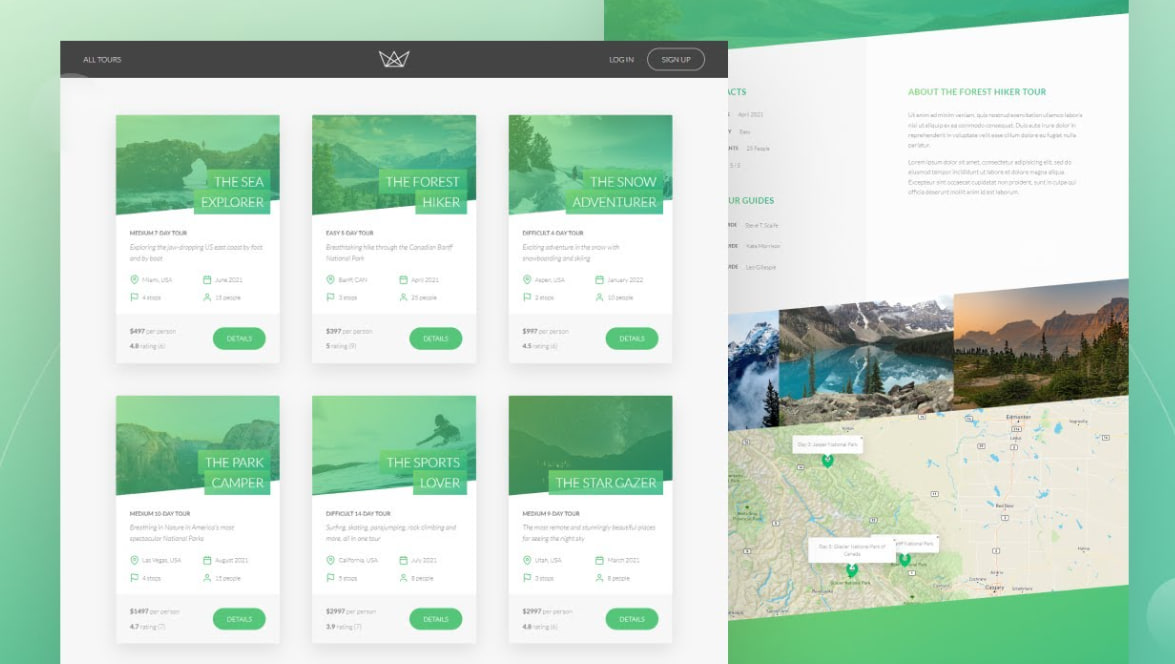 ALL TOURS
LOG IN
SIGN UP
THE SEA
EXPLORER
MEDIUM 7-DAY TOUR
Exploring the jaw-dropping US east coast by foot
and by boat
Miami, USA
June 2021
4 stops
15 people
$497 per person
4.8 rating (6)
DETAILS
THE FOREST
HIKER
EASY 5-DAY TOUR
Breathtaking hike through the Canadian Banff
National Park
Banff, CAN
April 2021
3 stops
25 people
$397 per person
5 rating (9)
DETAILS
THE SNOW
ADVENTURER
DIFFICULT 4-DAY TOUR
Exciting adventure in the snow with
snowboarding and skiing
Aspen, USA
January 2022
2 stops
10 people
$997 per person
4.5 rating (6)
DETAILS
THE PARK
CAMPER
MEDIUM 10-DAY TOUR
Breathing in Nature in America's most
spectacular National Parks
Las Vegas, USA
August 2021
4 stops
15 people
$1497 per person
4.7 rating (7)
DETAILS
THE SPORTS
LOVER
DIFFICULT 14-DAY TOUR
Surfing, skating, parajumping, rock climbing and
more, all in one tour
California, USA
July 2021
5 stops
8 people
$2997 per person
3.9 rating (7)
DETAILS
THE STAR GAZER
MEDIUM 9-DAY TOUR
The most remote and stunningly beautiful places
for seeing the night sky
Utah, USA
March 2021
3 stops
8 people
$2997 per person
4.8 rating (6)
DETAILS
ACTS
April 2021
Easy
25 People
5 / 5
UR GUIDES
Steve T. Scaife
Kate Morrison
Leo Gillespie
ABOUT THE FOREST HIKER TOUR
Ut enim ad minim veniam, quis nostrud exercitation ullamco laboris
nisi ut aliquip ex ea commodo consequat. Duis aute irure dolor in
reprehenderit in voluptate velit esse cillum dolore eu fugiat nulla
pariatur.
Lorem ipsum dolor sit amet, consectetur adipisicing elit, sed do
eiusmod tempor incididunt ut labore et dolore magna aliqua.
Excepteur sint occaecat cupidatat non proident, sunt in culpa qui
officia deserunt mollit anim id est laborum.
Day 3: Jasper National Park
Day 5: Glacier National Park of
Canada
nff National Park
Edmonton
Red Deer
Calgary